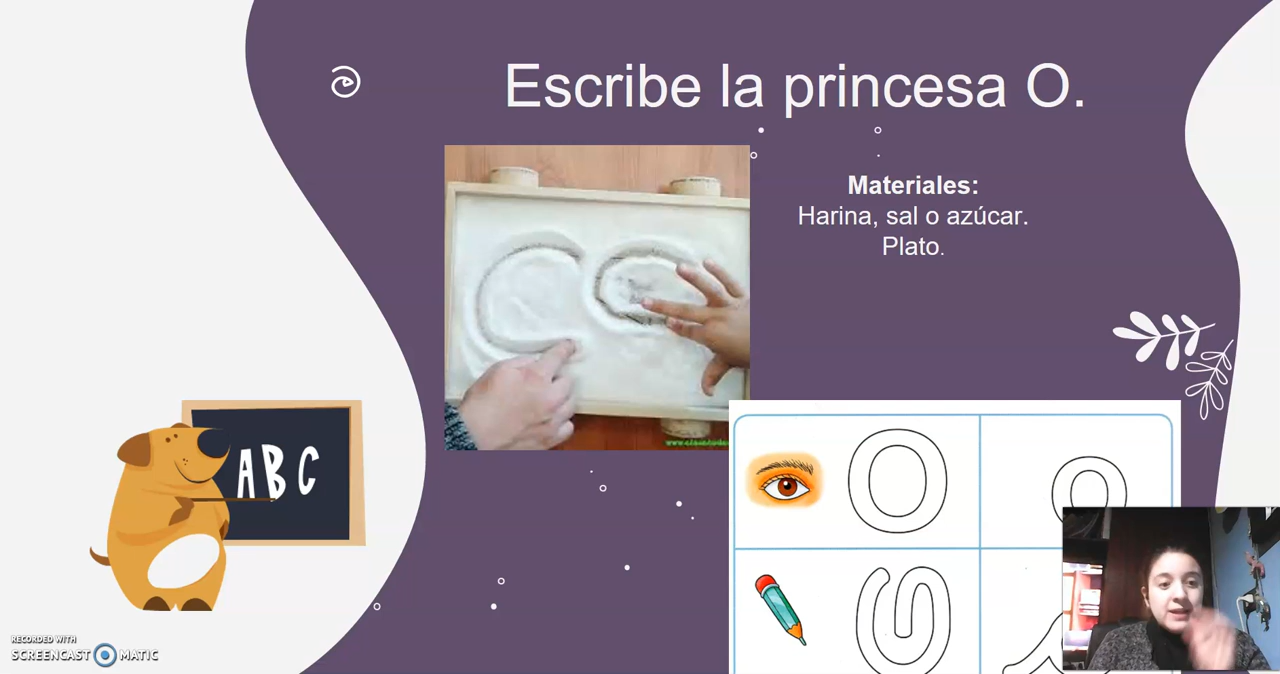 Escribe la princesa O.
Materiales:
Harina, sal o azúcar.
Plato.
ABC
O
o
RECORDED WITH
SCREENCAST MATIC